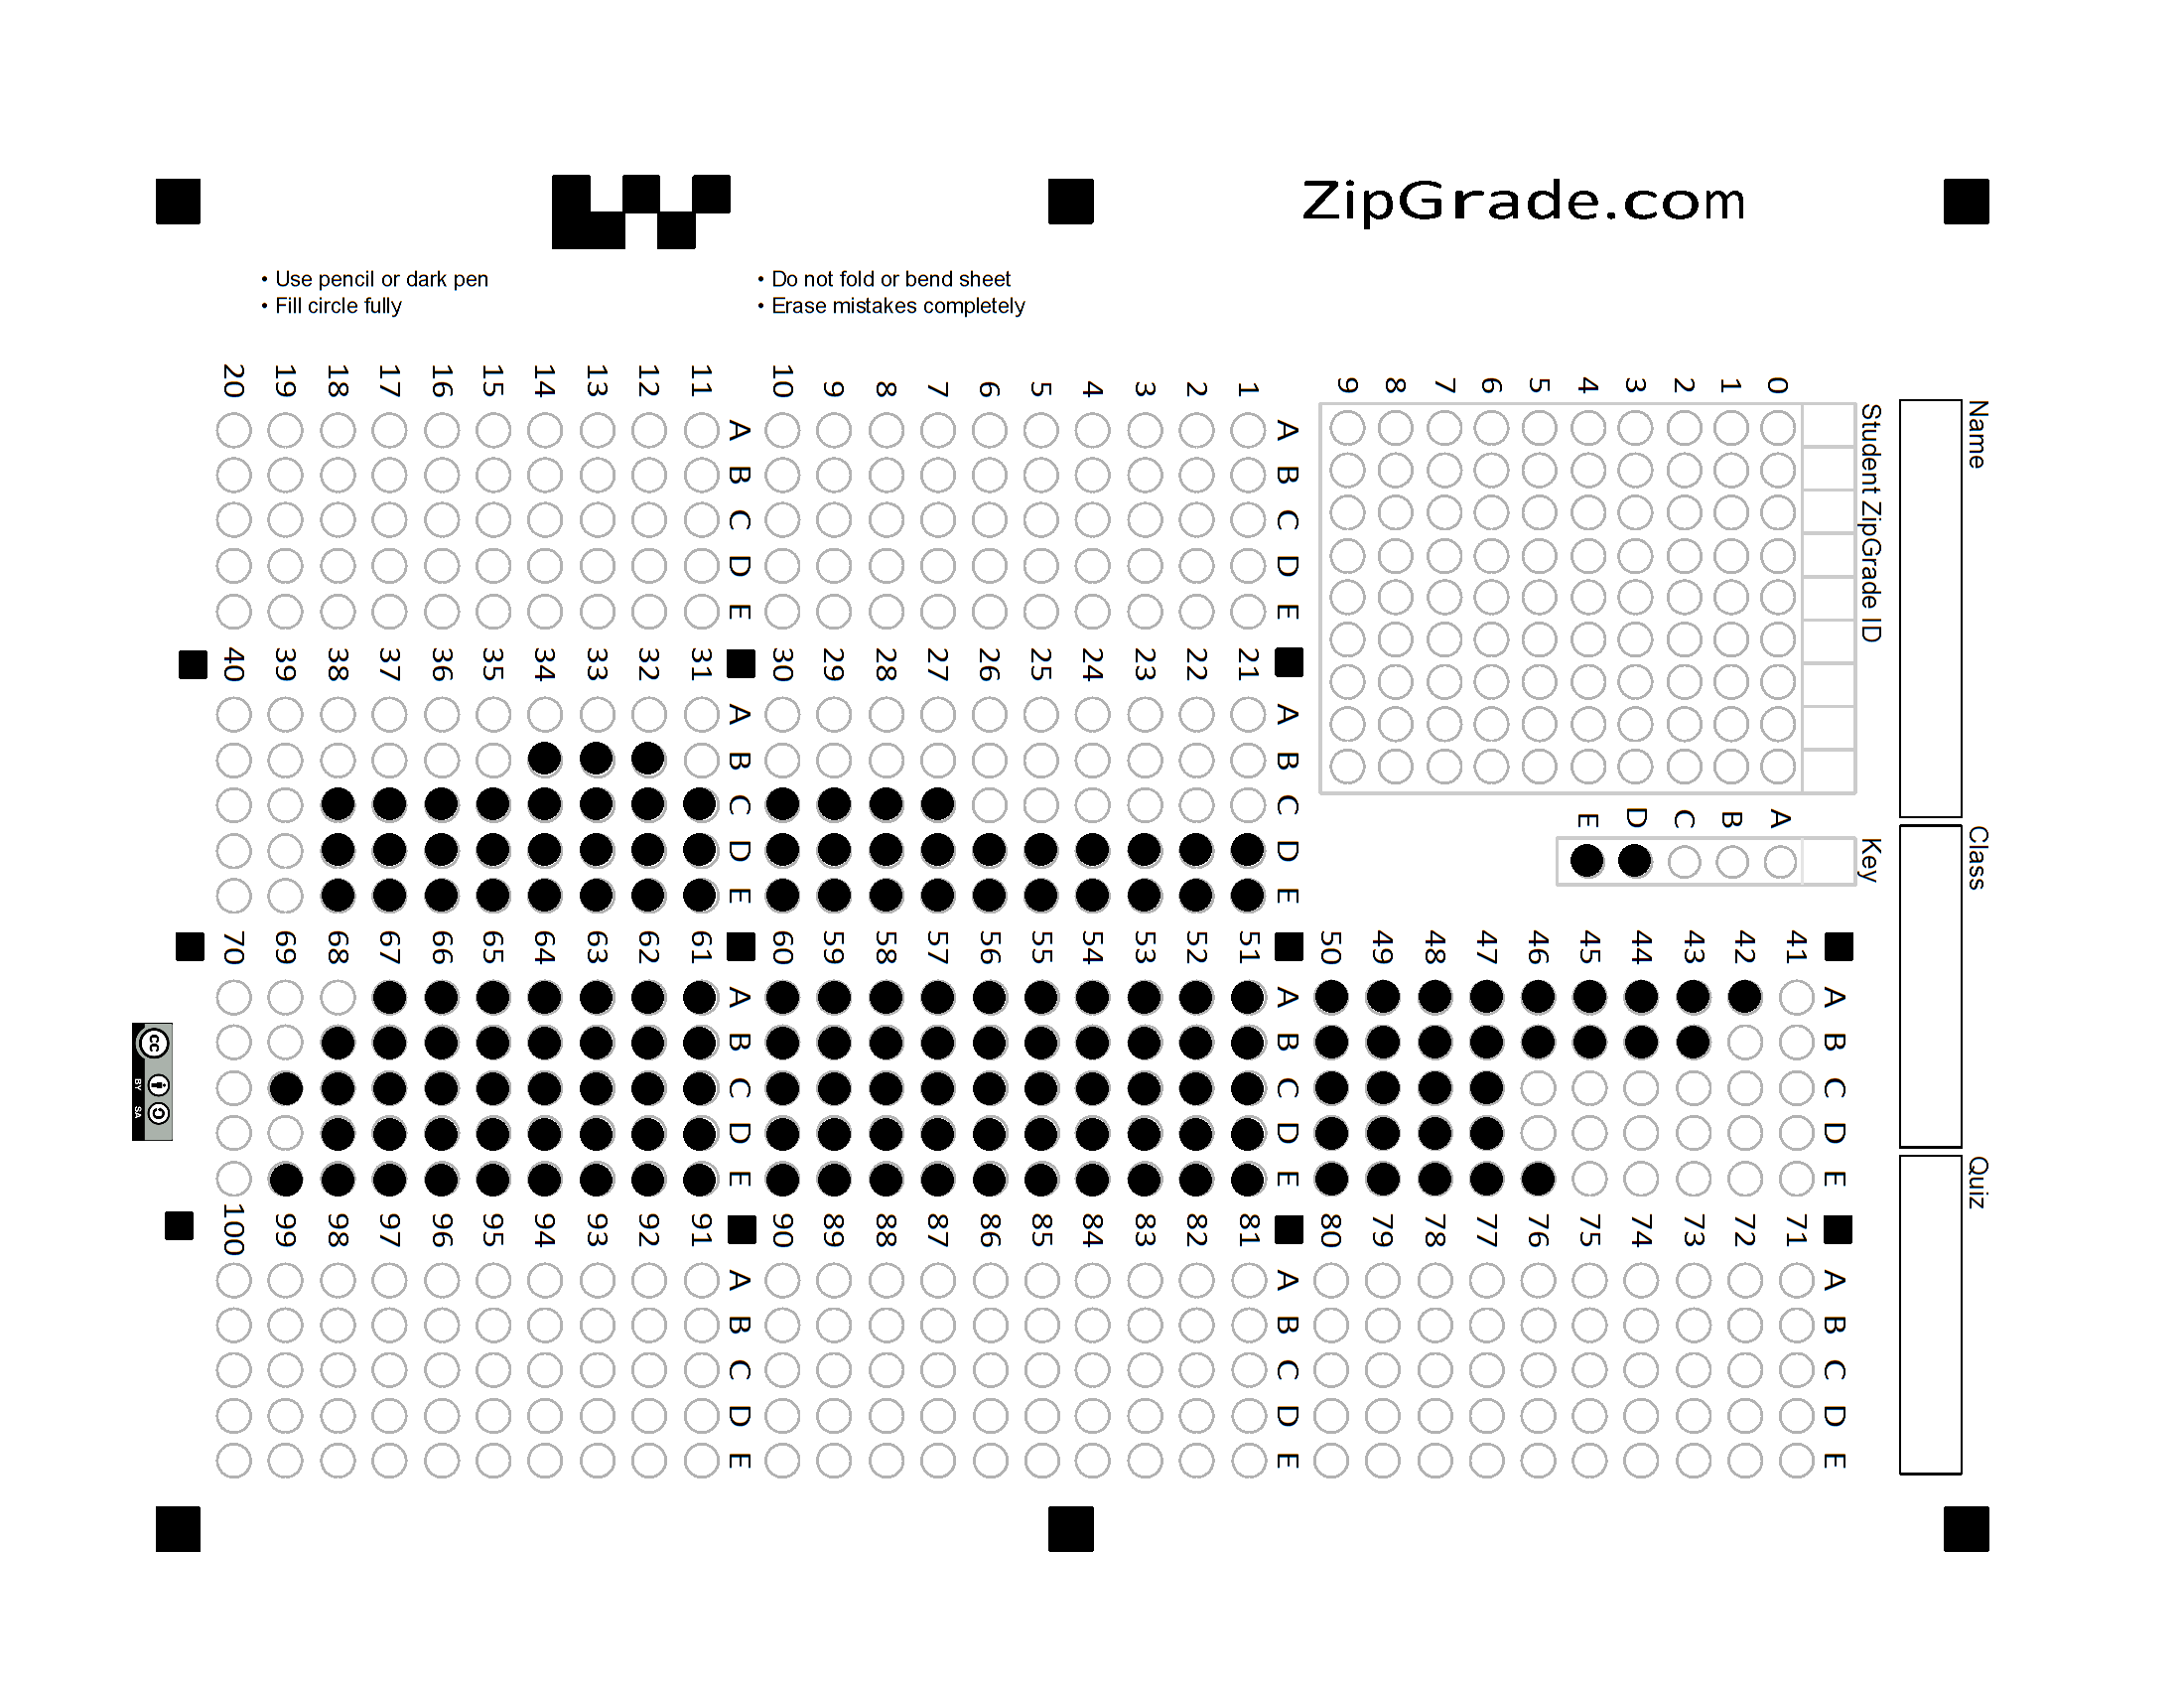 ZipGrade.com
• Use pencil or dark pen
• Fill circle fully
• Do not fold or bend sheet
• Erase mistakes completely
Name
Class
Quiz
Student ZipGrade ID
0 1 2 3 4 5 6 7 8 9
Key
A B C D E
A B C D E
1 2 3 4 5 6 7 8 9 10
A B C D E
11 12 13 14 15 16 17 18 19 20
A B C D E
21 22 23 24 25 26 27 28 29 30
A B C D E
31 32 33 34 35 36 37 38 39 40
A B C D E
41 42 43 44 45 46 47 48 49 50
A B C D E
51 52 53 54 55 56 57 58 59 60
A B C D E
61 62 63 64 65 66 67 68 69 70
A B C D E
71 72 73 74 75 76 77 78 79 80
A B C D E
81 82 83 84 85 86 87 88 89 90
A B C D E
91 92 93 94 95 96 97 98 99 100
cc
BY SA